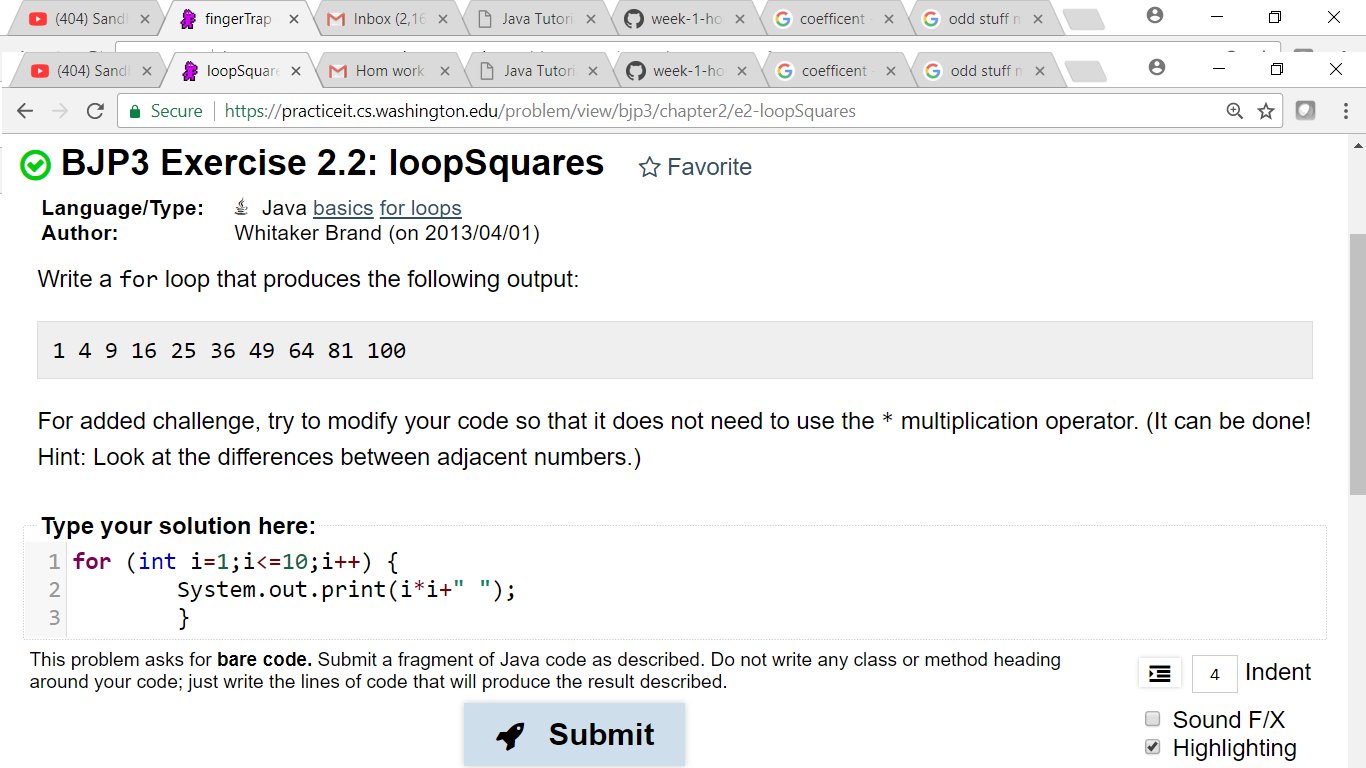 (404) Sandl
fingerTrap
Inbox (2,16
Java Tutori
week-1-ho
coefficent
odd stuff n
(404) Sandl
loopSquare
Hom work
Java Tutori
week-1-ho
coefficent
odd stuff n
Secure https://practiceit.cs.washington.edu/problem/view/bjp3/chapter2/e2-loopSquares
BJP3 Exercise 2.2: loopSquares Favorite
Language/Type: Java basics for loops
Author: Whitaker Brand (on 2013/04/01)
Write a for loop that produces the following output:
1 4 9 16 25 36 49 64 81 100
For added challenge, try to modify your code so that it does not need to use the * multiplication operator. (It can be done!
Hint: Look at the differences between adjacent numbers.)
Type your solution here:
1 for (int i=1;i<=10;i++) {
2 System.out.print(i*i+" ");
3 }
This problem asks for bare code. Submit a fragment of Java code as described. Do not write any class or method heading
around your code; just write the lines of code that will produce the result described.
4 Indent
Submit
Sound F/X
Highlighting